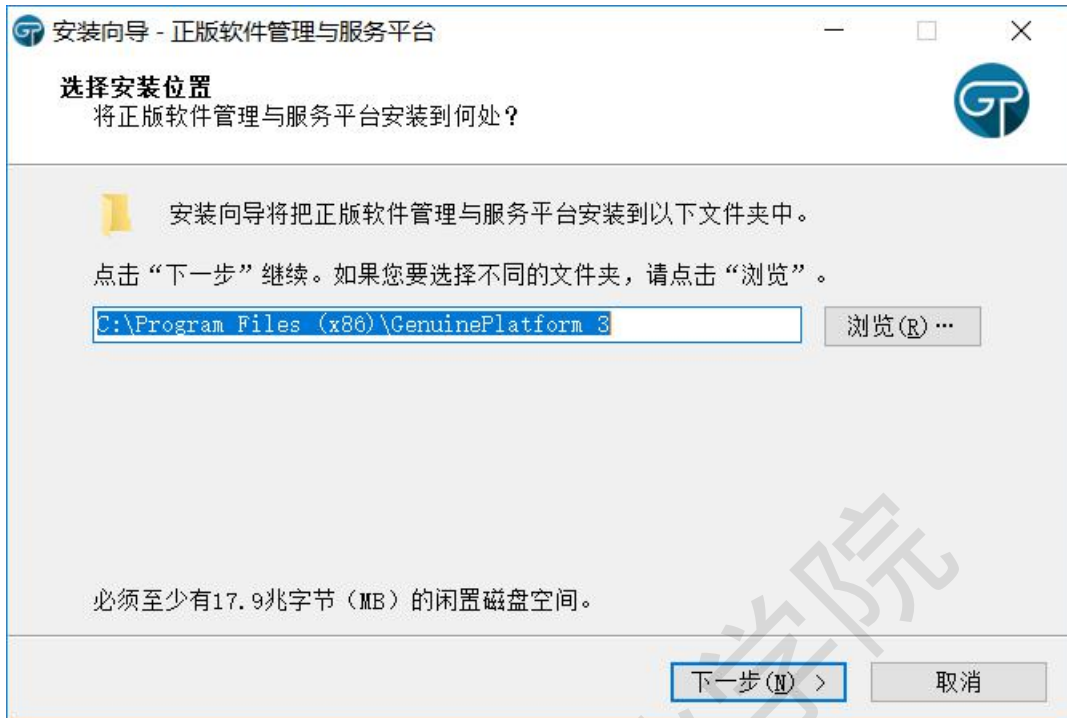 安装向导 - 正版软件管理与服务平台
选择安装位置
将正版软件管理与服务平台安装到何处?
安装向导将把正版软件管理与服务平台安装到以下文件夹中。
点击“下一步”继续。如果您要选择不同的文件夹，请点击“浏览”。
C:\Program Files (x86)\GenuinePlatform 3
浏览(R)…
必须至少有17.9兆字节（MB）的闲置磁盘空间。
下一步(N) >
取消
学院